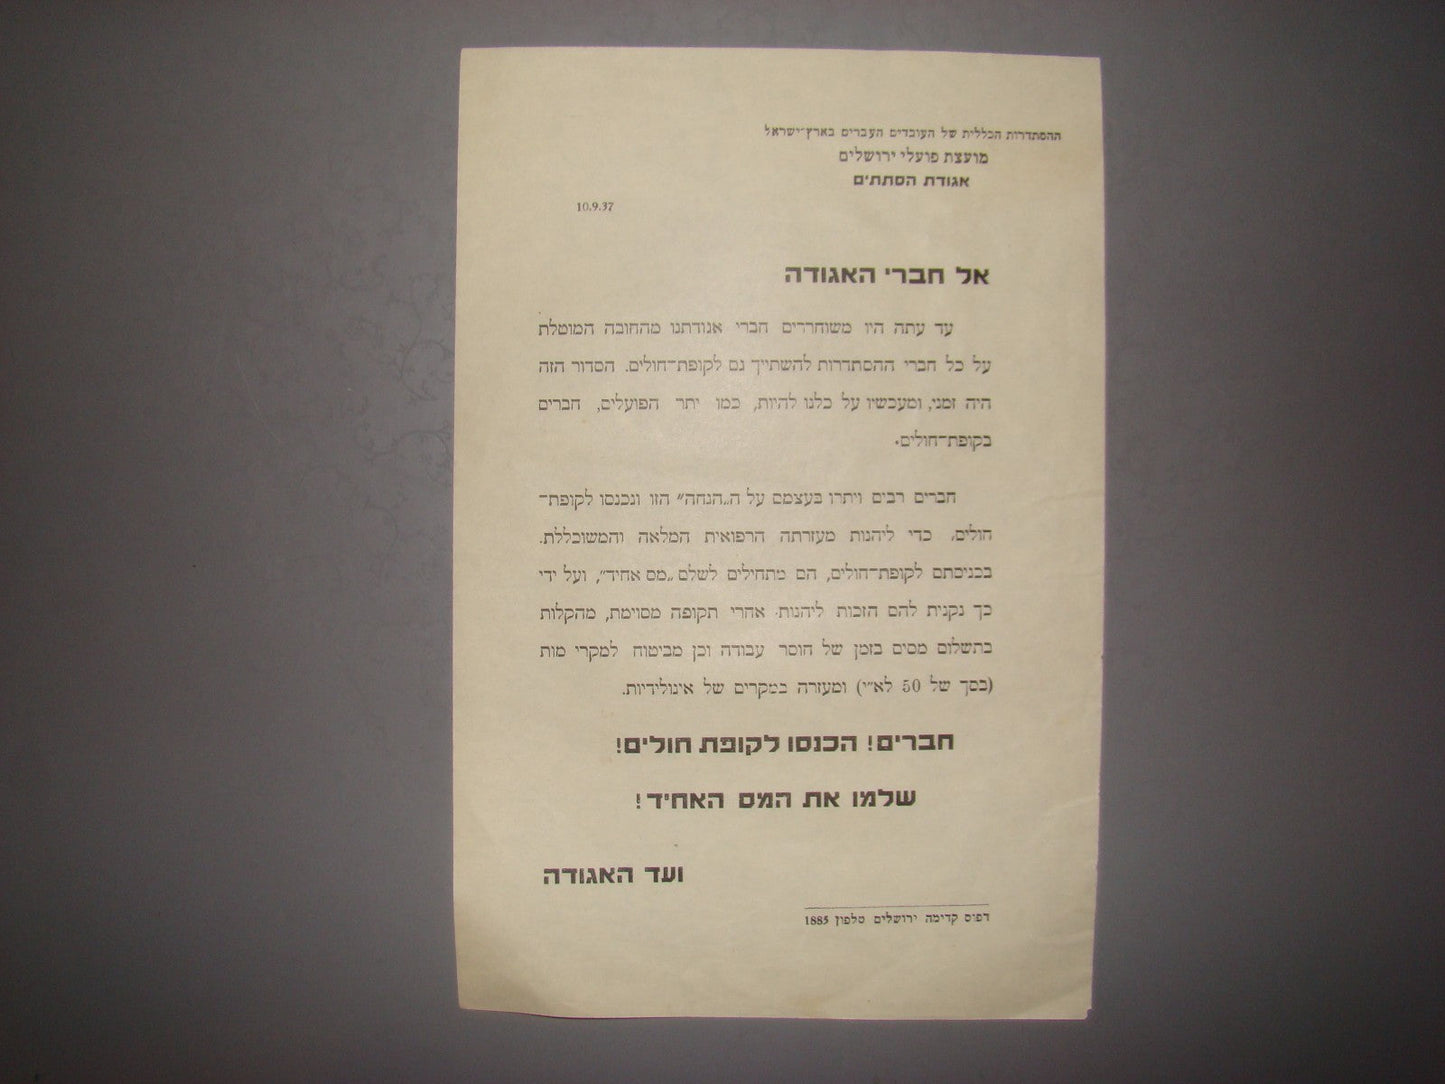 ההסתדרות הכללית של העובדים העברים בארץ־ישראל
מועצת פועלי ירושלים
אגודת הסתתים
10.9.37
אל חברי האגודה
עד עתה היו משוחררים חברי אגודתנו מהחובה המוטלת
על כל חברי ההסתדרות להשתייך גם לקופת־חולים. הסדור הזה
היה זמני, ומעכשיו על כלנו להיות, כמו יתר הפועלים, חברים
בקופת־חולים.
חברים רבים ויתרו בעצמם על ה„הנחה״ הזו ונכנסו לקופת־
חולים, כדי ליהנות מעזרתה הרפואית המלאה והמשוכללת.
בכניסתם לקופת־חולים, הם מתחילים לשלם „מס אחיד״, ועל ידי
כך נקנית להם הזכות ליהנות אחרי תקופה מסוימת, מהקלות
בתשלום מסים בזמן של חוסר עבודה וכן מביטוח למקרי מות
(בסך של 50 לא״י) ומעזרה במקרים של אינולידיות.
חברים! הכנסו לקופת חולים!
שלמו את המס האחיד!
ועד האגודה
דפוס קדימה ירושלים טלפון 1885